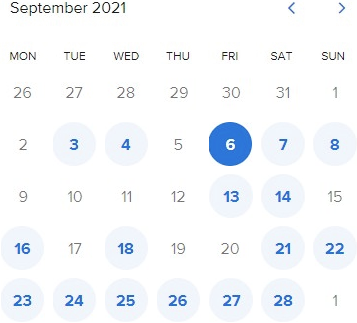 September 2021
MON TUE WED THU FRI SAT SUN
26 27 28 29 30 31 1
2 3 4 5 6 7 8
9 10 11 12 13 14 15
16 17 18 19 20 21 22
23 24 25 26 27 28 1